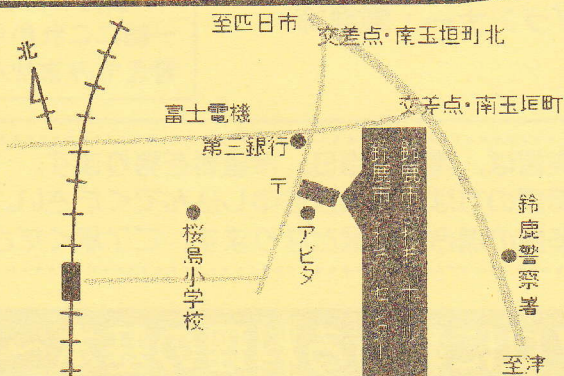 至四日市
交差点・南玉垣町北
北
交差点・南玉垣町
富士電機
第三銀行
〒
アピタ
桜島小学校
鈴鹿警察署
至津